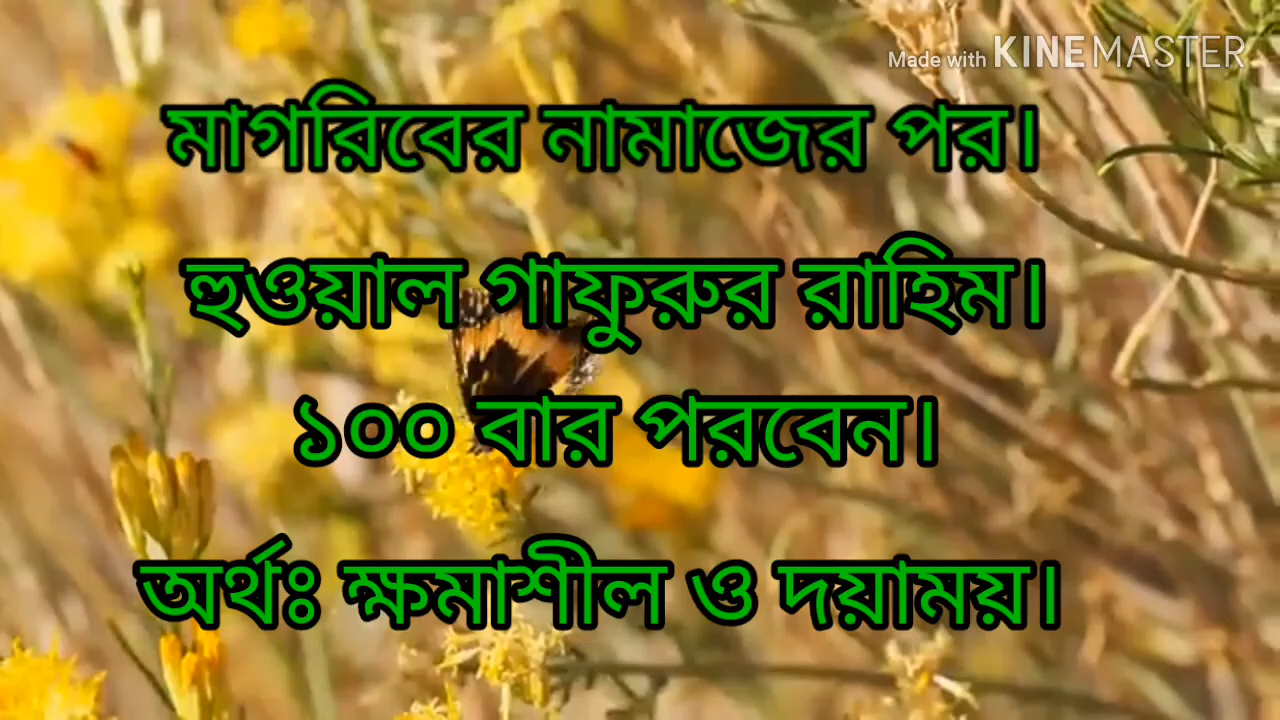 Made with KINEMASTER
মাগরিবের নামাজের পর।
হুওয়াল গাফুরুর রাহিম।
১০০ বার পরবেন।
অর্থঃ ক্ষমাশীল ও দয়াময়।